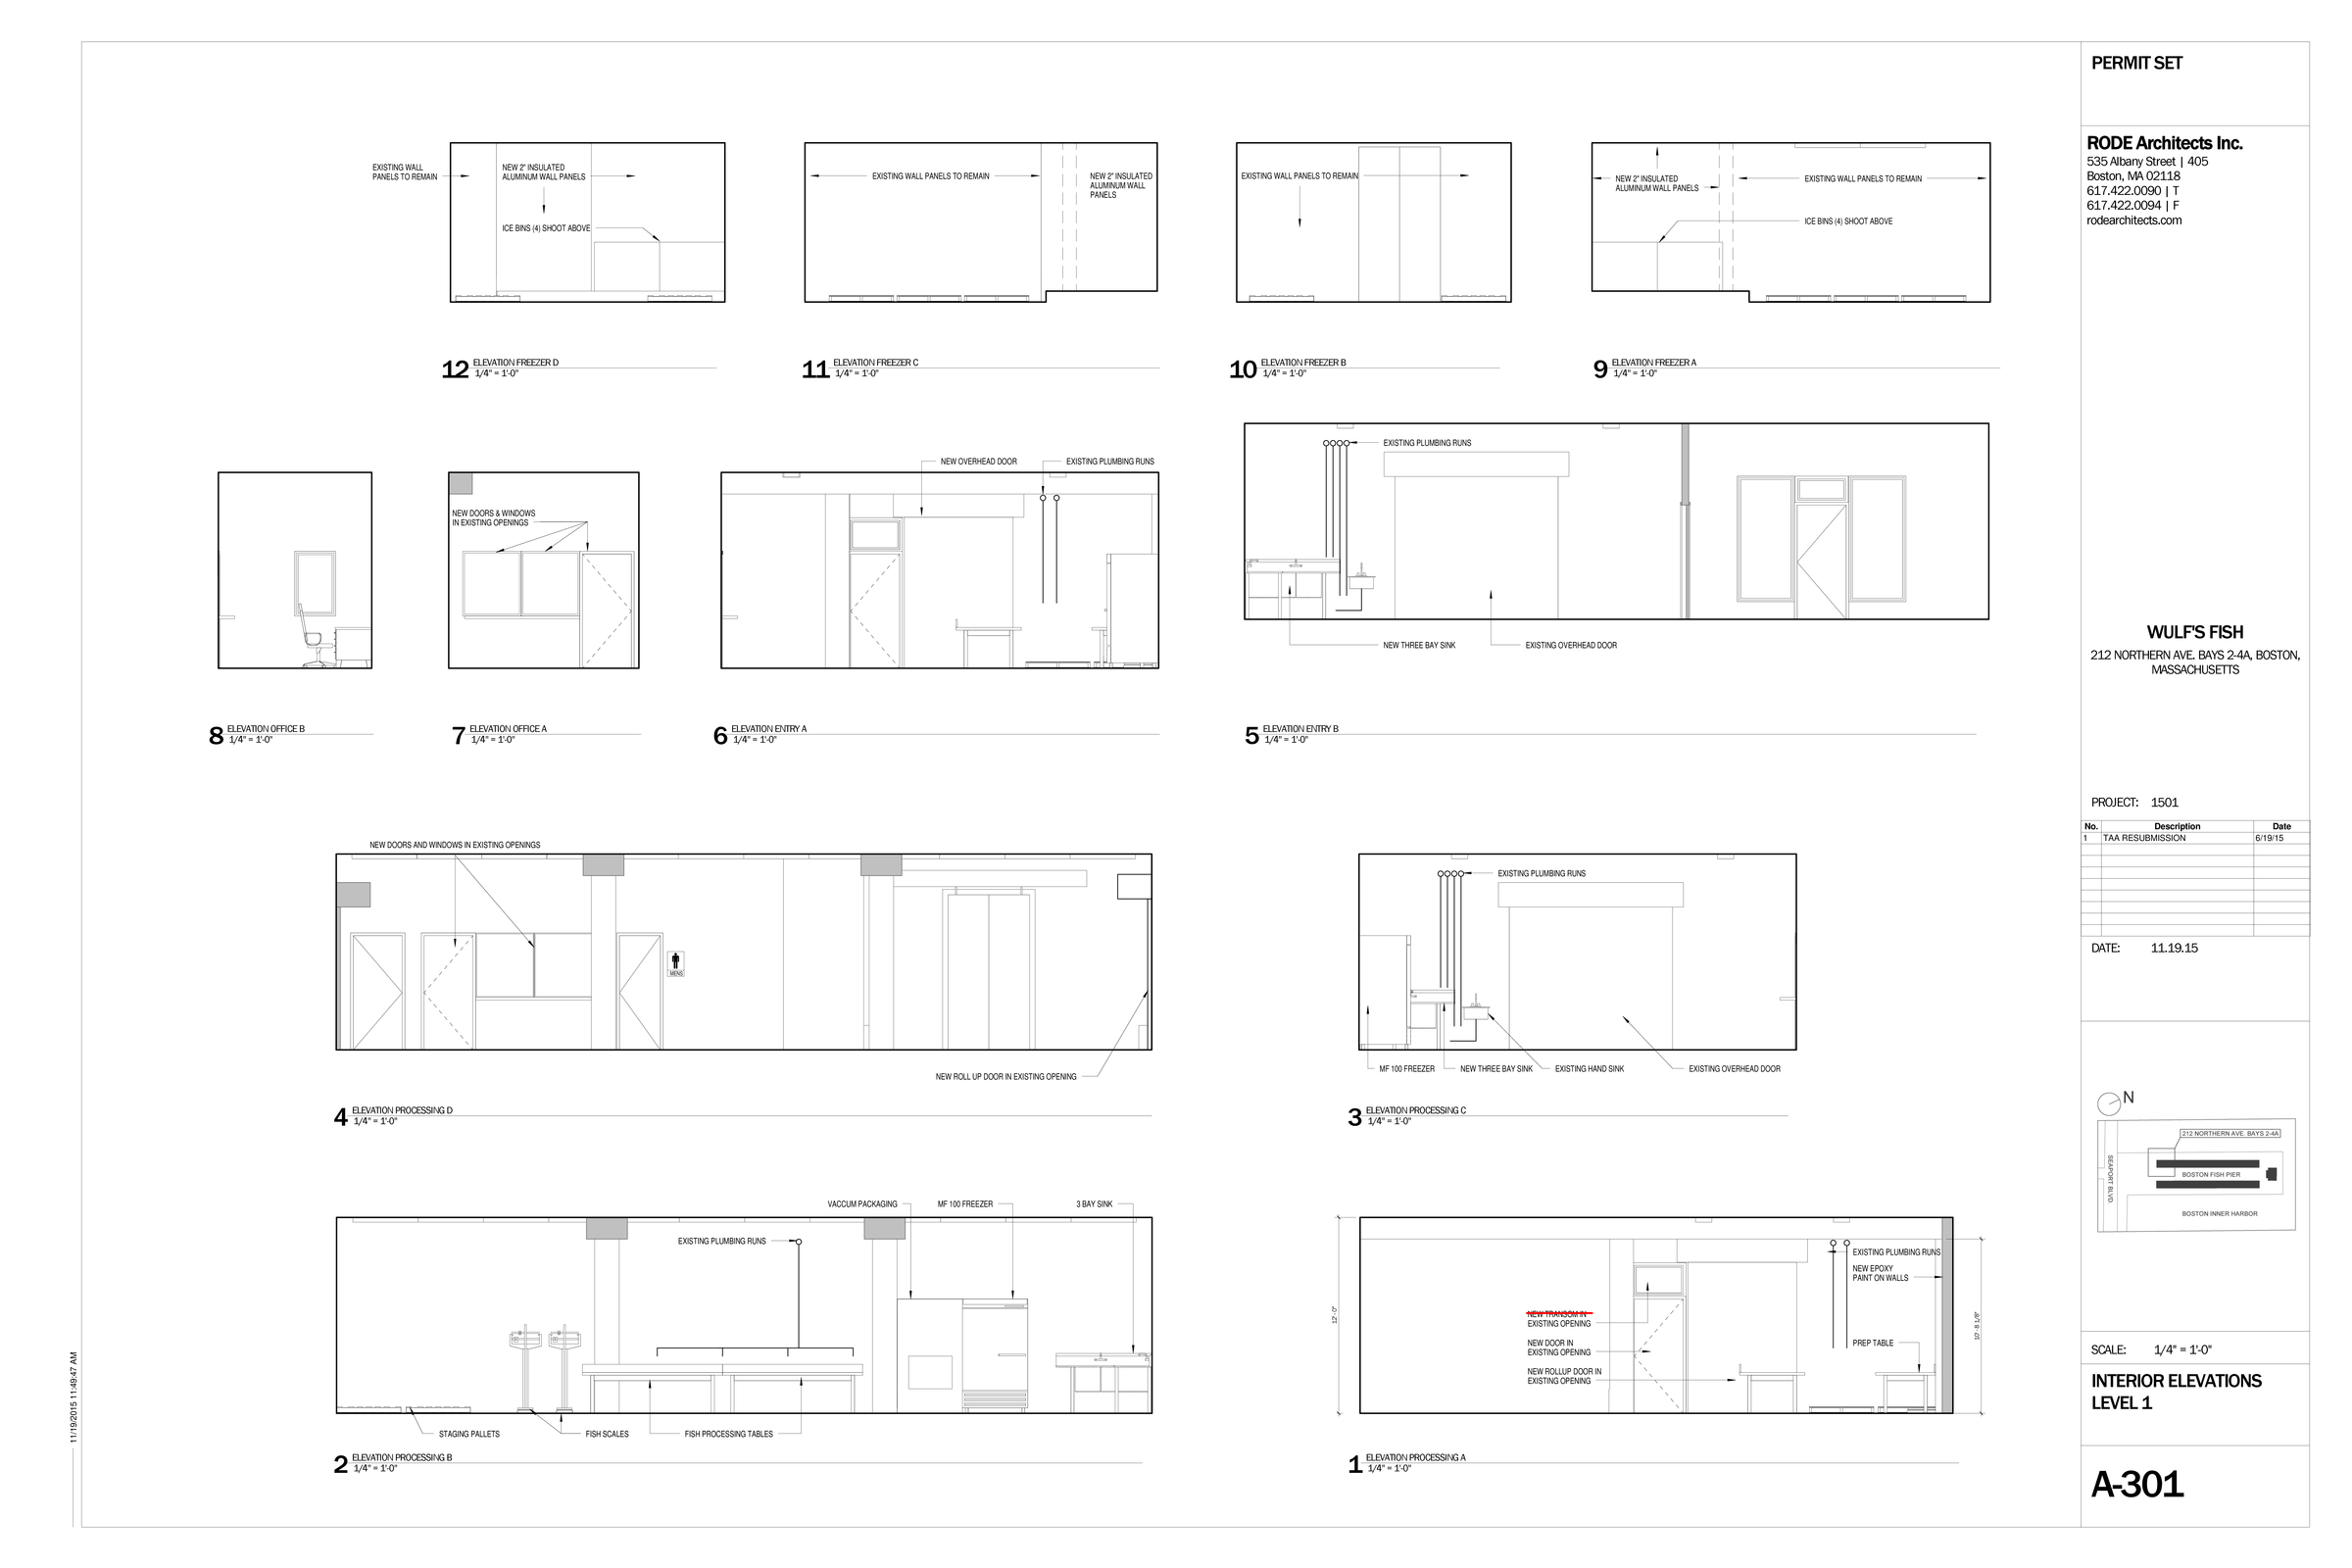 PERMIT SET
RODE Architects Inc.
535 Albany Street | 405
Boston, MA 02118
617.422.0090 | T
617.422.0094 | F
rodearchitects.com
EXISTING WALL
PANELS TO REMAIN
NEW 2" INSULATED
ALUMINUM WALL PANELS
ICE BINS (4) SHOOT ABOVE
12 ELEVATION FREEZER D
1/4" = 1'-0"
EXISTING WALL PANELS TO REMAIN
NEW 2" INSULATED
ALUMINUM WALL
PANELS
11 ELEVATION FREEZER C
1/4" = 1'-0"
EXISTING WALL PANELS TO REMAIN
10 ELEVATION FREEZER B
1/4" = 1'-0"
NEW 2" INSULATED
ALUMINUM WALL PANELS
EXISTING WALL PANELS TO REMAIN
ICE BINS (4) SHOOT ABOVE
9 ELEVATION FREEZER A
1/4" = 1'-0"
8 ELEVATION OFFICE B
1/4" = 1'-0"
NEW DOORS & WINDOWS
IN EXISTING OPENINGS
7 ELEVATION OFFICE A
1/4" = 1'-0"
NEW OVERHEAD DOOR
EXISTING PLUMBING RUNS
6 ELEVATION ENTRY A
1/4" = 1'-0"
EXISTING PLUMBING RUNS
NEW THREE BAY SINK
EXISTING OVERHEAD DOOR
5 ELEVATION ENTRY B
1/4" = 1'-0"
WULF'S FISH
212 NORTHERN AVE. BAYS 2-4A, BOSTON,
MASSACHUSETTS
PROJECT: 1501
No. Description Date
1 TAA RESUBMISSION 6/19/15
DATE: 11.19.15
NEW DOORS AND WINDOWS IN EXISTING OPENINGS
MENS
NEW ROLL UP DOOR IN EXISTING OPENING
4 ELEVATION PROCESSING D
1/4" = 1'-0"
EXISTING PLUMBING RUNS
MF 100 FREEZER
NEW THREE BAY SINK
EXISTING HAND SINK
EXISTING OVERHEAD DOOR
3 ELEVATION PROCESSING C
1/4" = 1'-0"
N
212 NORTHERN AVE. BAYS 2-4A
SEAPORT BLVD.
BOSTON FISH PIER
BOSTON INNER HARBOR
VACCUM PACKAGING
MF 100 FREEZER
3 BAY SINK
EXISTING PLUMBING RUNS
STAGING PALLETS
FISH SCALES
FISH PROCESSING TABLES
2 ELEVATION PROCESSING B
1/4" = 1'-0"
12' - 0"
EXISTING PLUMBING RUNS
NEW EPOXY
PAINT ON WALLS
NEW TRANSOM IN
EXISTING OPENING
NEW DOOR IN
EXISTING OPENING
NEW ROLLUP DOOR IN
EXISTING OPENING
PREP TABLE
10' - 8 1/8"
1 ELEVATION PROCESSING A
1/4" = 1'-0"
SCALE: 1/4" = 1'-0"
INTERIOR ELEVATIONS
LEVEL 1
A-301
11/19/2015 11:49:47 AM